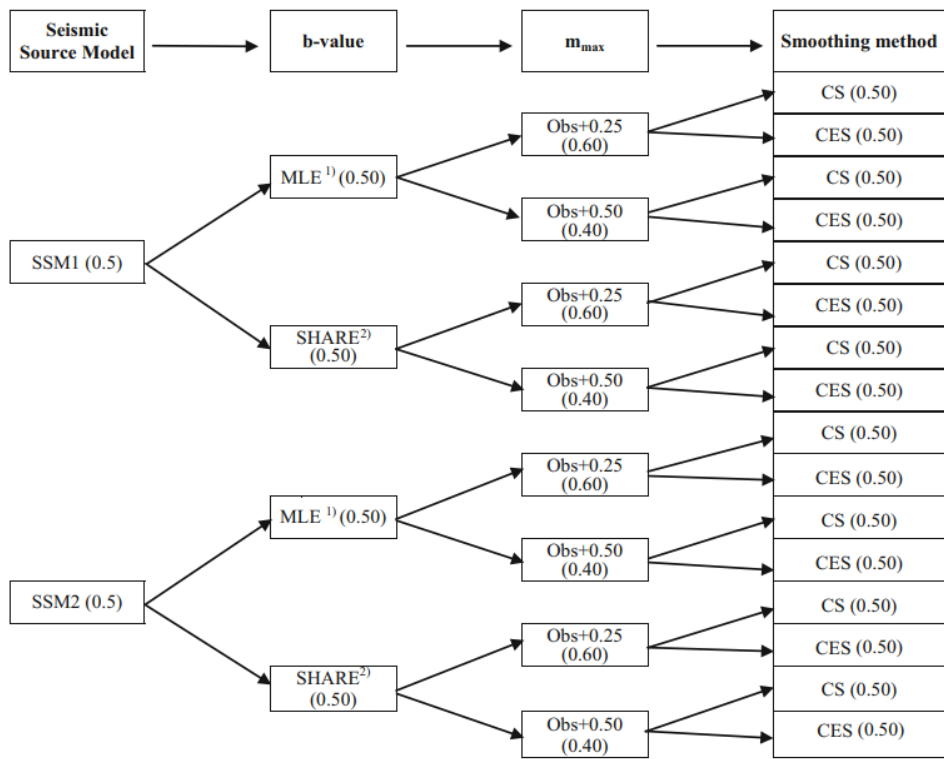 Seismic
Source Model
b-value
m_max
Smoothing method
CS (0.50)
Obs+0.25
(0.60)
CES (0.50)
MLE 1) (0.50)
CS (0.50)
Obs+0.50
(0.40)
CES (0.50)
SSM1 (0.5)
CS (0.50)
Obs+0.25
(0.60)
CES (0.50)
SHARE2)
(0.50)
CS (0.50)
Obs+0.50
(0.40)
CES (0.50)
CS (0.50)
Obs+0.25
(0.60)
CES (0.50)
MLE 1) (0.50)
CS (0.50)
Obs+0.50
(0.40)
CES (0.50)
SSM2 (0.5)
CS (0.50)
Obs+0.25
(0.60)
CES (0.50)
SHARE2)
(0.50)
CS (0.50)
Obs+0.50
(0.40)
CES (0.50)